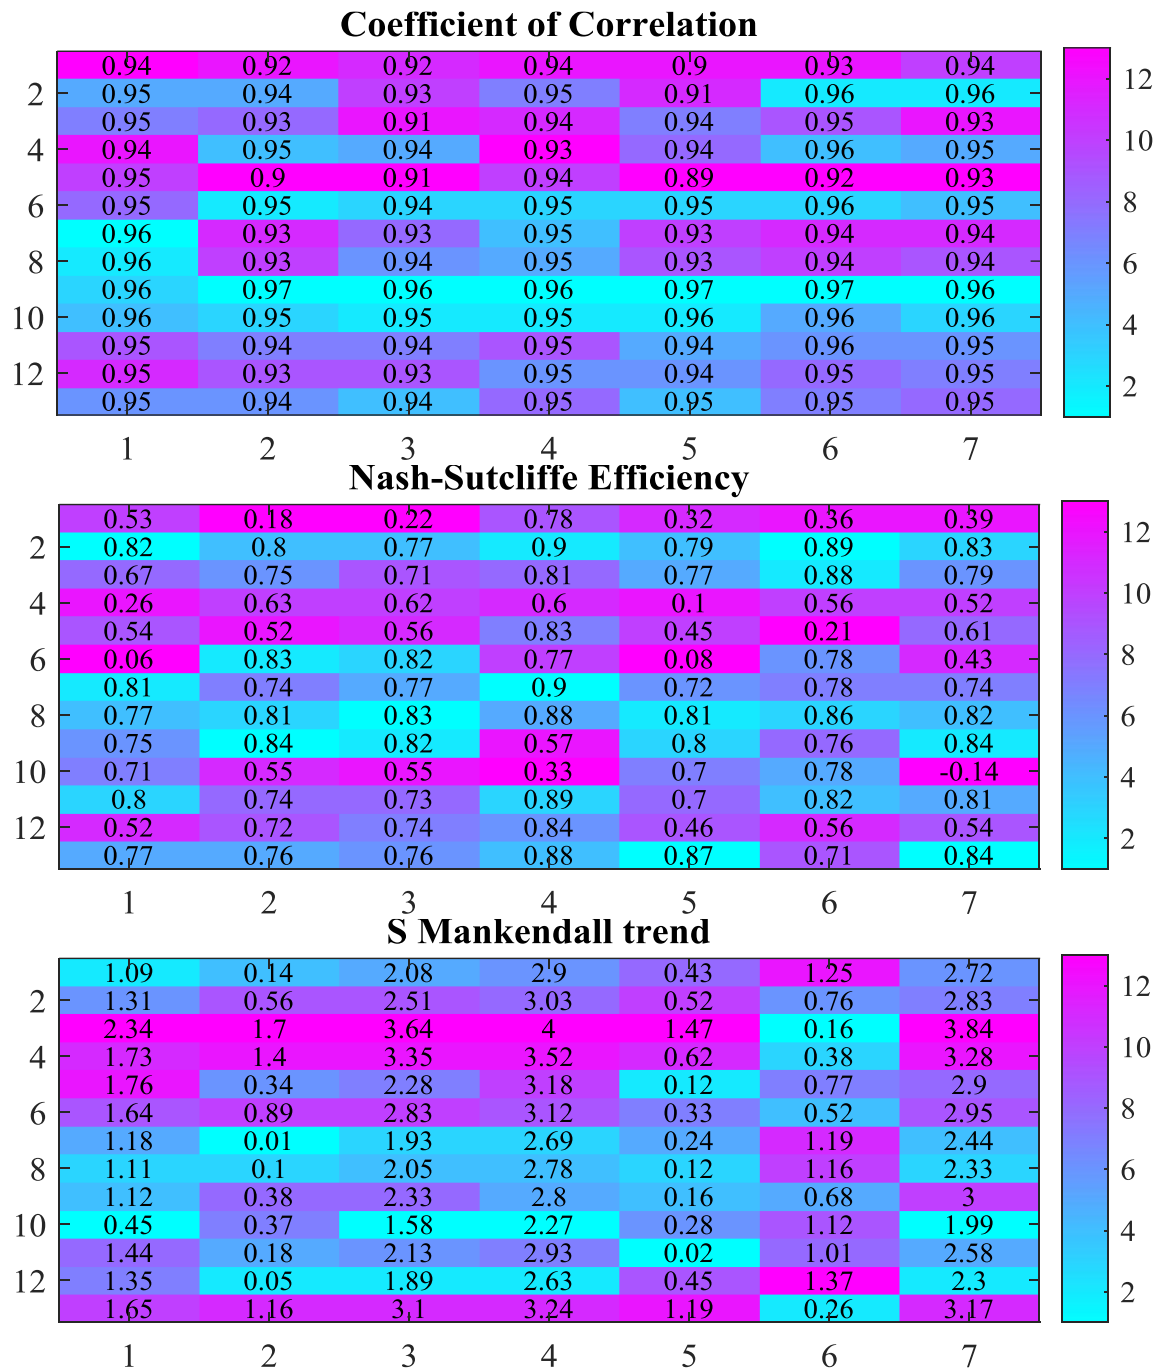 Coefficient of Correlation
0.94 0.92 0.92 0.94 0.9 0.93 0.94
2 0.95 0.94 0.93 0.95 0.91 0.96 0.96
0.95 0.93 0.91 0.94 0.94 0.95 0.93
4 0.94 0.95 0.94 0.93 0.94 0.96 0.95
0.95 0.9 0.91 0.94 0.89 0.92 0.93
6 0.95 0.95 0.94 0.95 0.95 0.96 0.95
0.96 0.93 0.93 0.95 0.93 0.94 0.94
8 0.96 0.93 0.94 0.95 0.93 0.94 0.94
0.96 0.97 0.96 0.96 0.97 0.97 0.96
10 0.96 0.95 0.95 0.95 0.96 0.96 0.96
0.95 0.94 0.94 0.95 0.94 0.96 0.95
12 0.95 0.93 0.93 0.95 0.94 0.95 0.95
0.95 0.94 0.94 0.95 0.95 0.95 0.95
1 2 3 4 5 6 7
12
10
8
6
4
2
Nash-Sutcliffe Efficiency
0.53 0.18 0.22 0.78 0.32 0.36 0.39
2 0.82 0.8 0.77 0.9 0.79 0.89 0.83
0.67 0.75 0.71 0.81 0.77 0.88 0.79
4 0.26 0.63 0.62 0.6 0.1 0.56 0.52
0.54 0.52 0.56 0.83 0.45 0.21 0.61
6 0.06 0.83 0.82 0.77 0.08 0.78 0.43
0.81 0.74 0.77 0.9 0.72 0.78 0.74
8 0.77 0.81 0.83 0.88 0.81 0.86 0.82
0.75 0.84 0.82 0.57 0.8 0.76 0.84
10 0.71 0.55 0.55 0.33 0.7 0.78 -0.14
0.8 0.74 0.73 0.89 0.7 0.82 0.81
12 0.52 0.72 0.74 0.84 0.46 0.56 0.54
0.77 0.76 0.76 0.88 0.87 0.71 0.84
1 2 3 4 5 6 7
12
10
8
6
4
2
S Mankendall trend
1.09 0.14 2.08 2.9 0.43 1.25 2.72
2 1.31 0.56 2.51 3.03 0.52 0.76 2.83
2.34 1.7 3.64 4 1.47 0.16 3.84
4 1.73 1.4 3.35 3.52 0.62 0.38 3.28
1.76 0.34 2.28 3.18 0.12 0.77 2.9
6 1.64 0.89 2.83 3.12 0.33 0.52 2.95
1.18 0.01 1.93 2.69 0.24 1.19 2.44
8 1.11 0.1 2.05 2.78 0.12 1.16 2.33
1.12 0.38 2.33 2.8 0.16 0.68 3
10 0.45 0.37 1.58 2.27 0.28 1.12 1.99
1.44 0.18 2.13 2.93 0.02 1.01 2.58
12 1.35 0.05 1.89 2.63 0.45 1.37 2.3
1.65 1.16 3.1 3.24 1.19 0.26 3.17
1 2 3 4 5 6 7
12
10
8
6
4
2